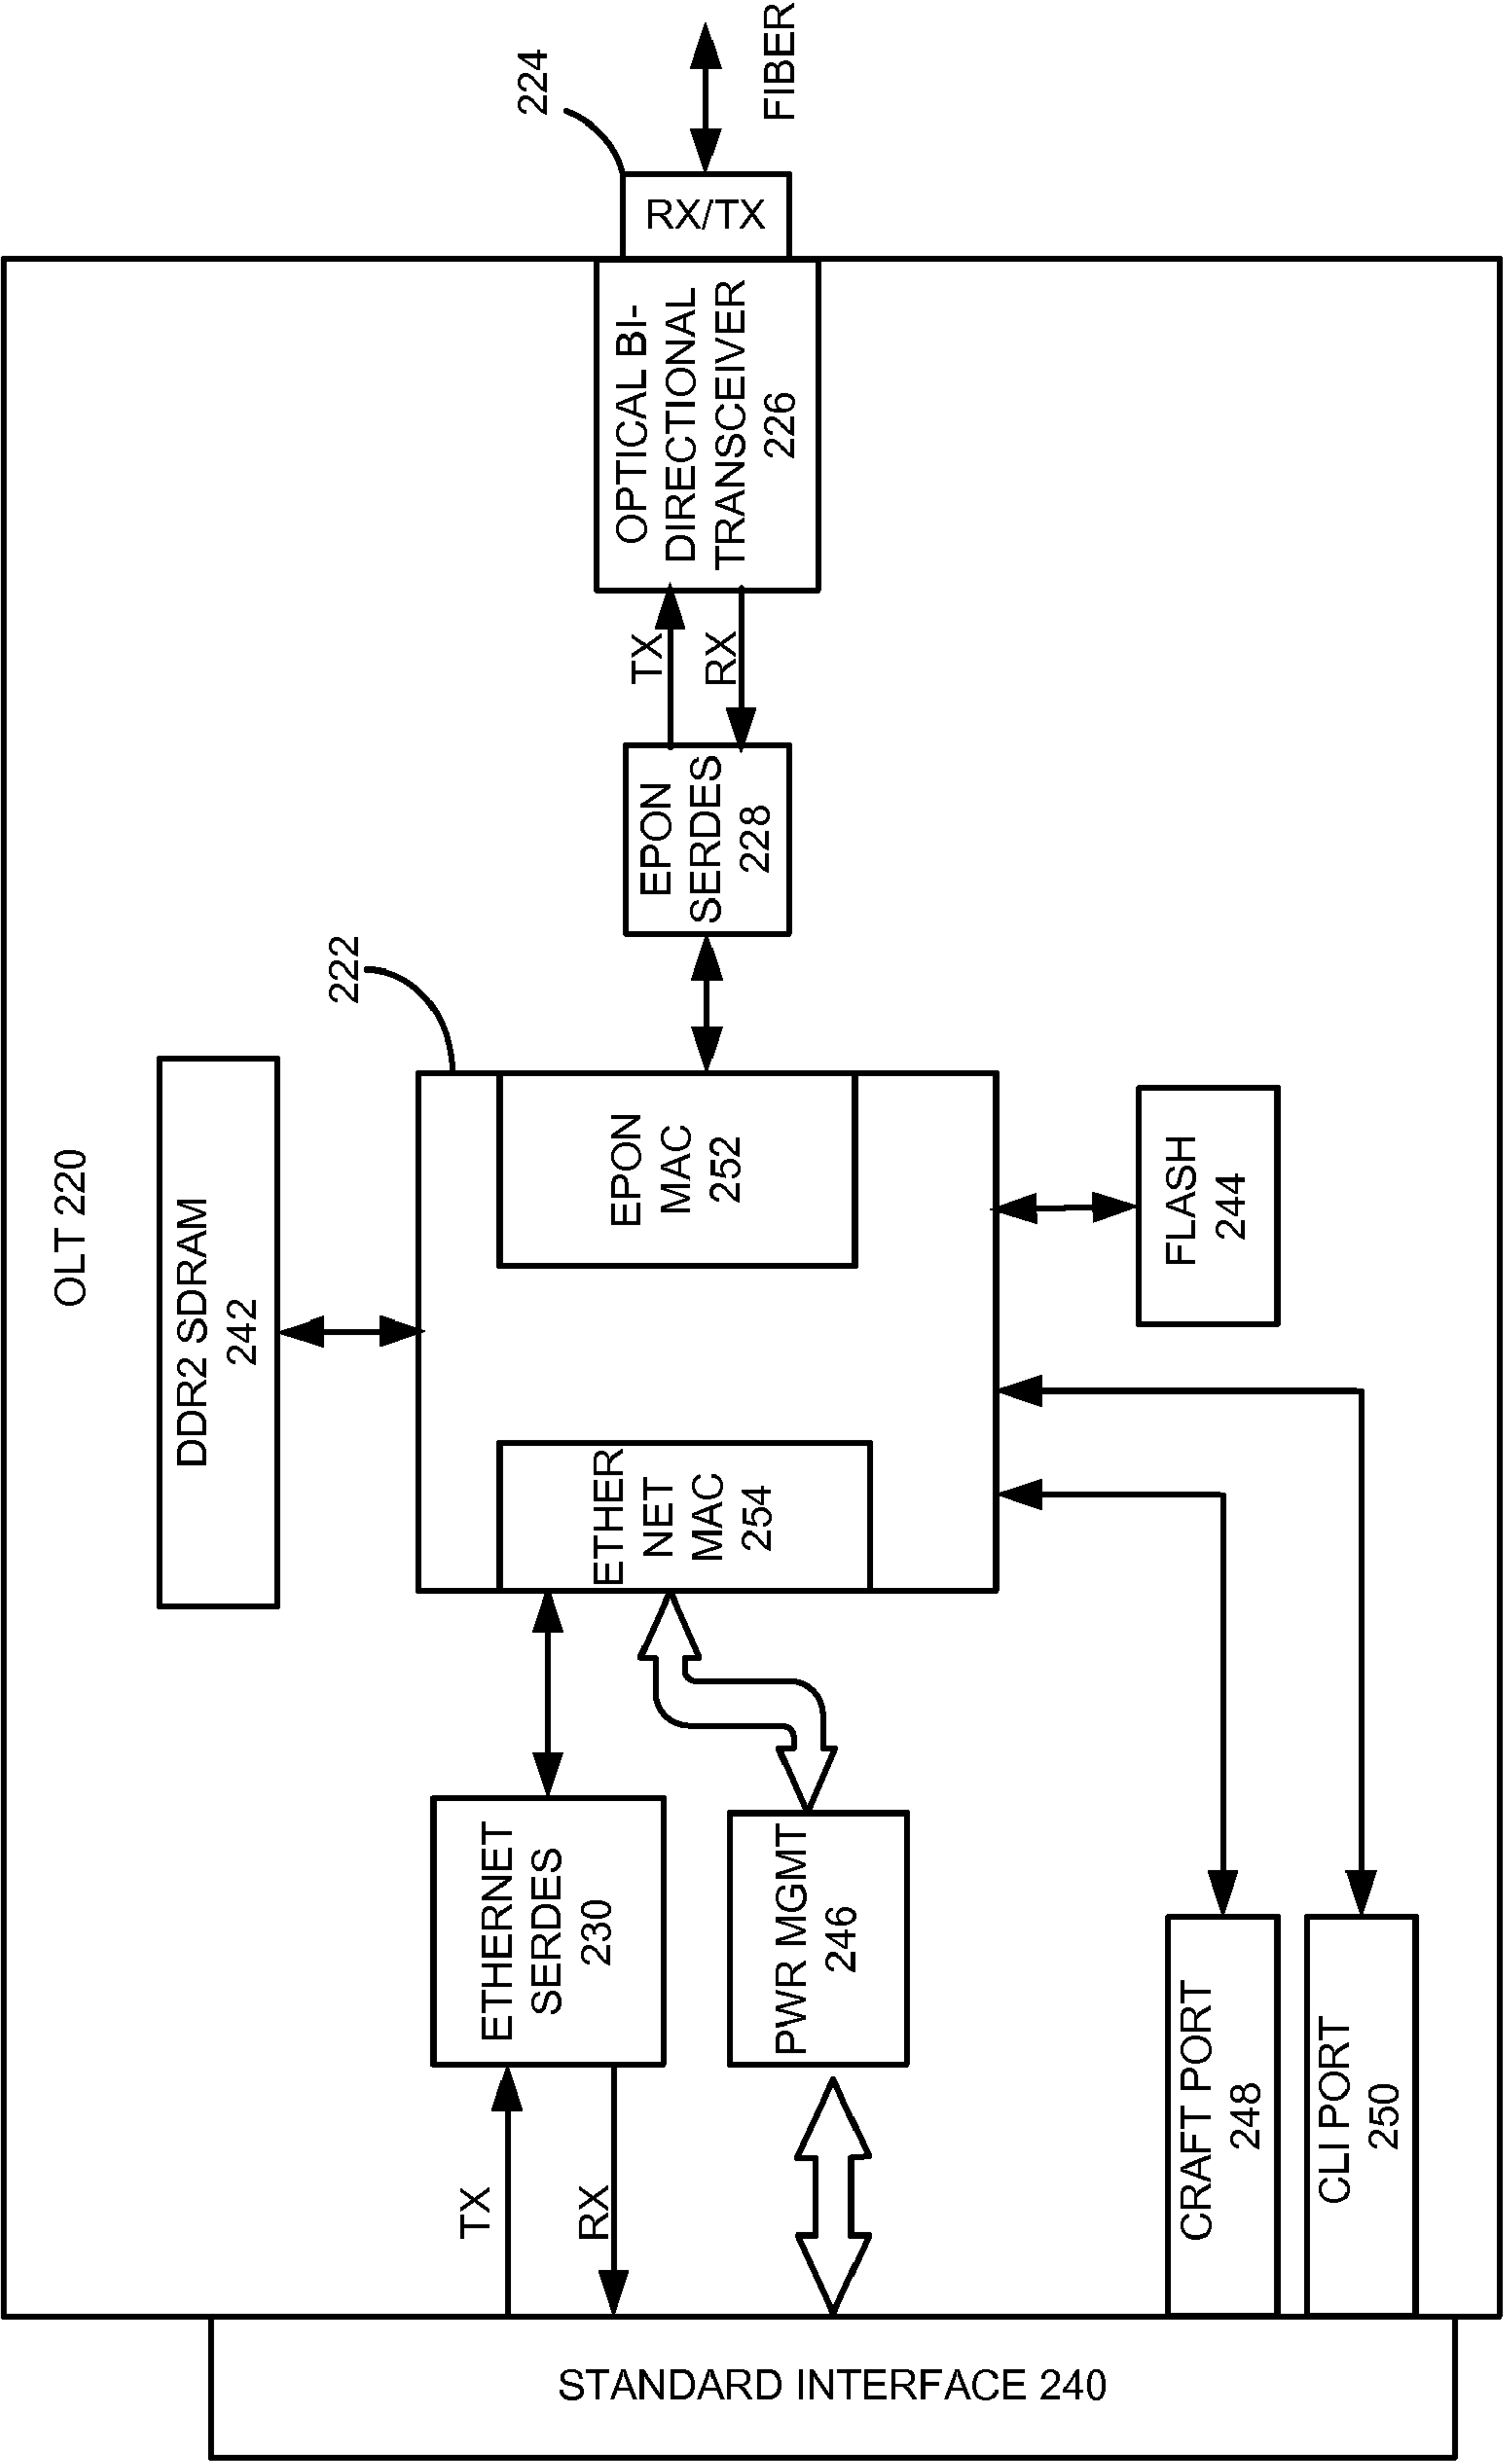 OLT 220
DDR2 SDRAM
242
222
224
TX
RX
ETHERNET
SERDES
230
ETHER
NET
MAC
254
EPON
MAC
252
EPON
SERDES
228
TX
RX
OPTICAL BI-
DIRECTIONAL
TRANSCEIVER
226
RX/TX
FIBER
PWR MGMT
246
FLASH
244
CRAFT PORT
248
CLI PORT
250
STANDARD INTERFACE 240